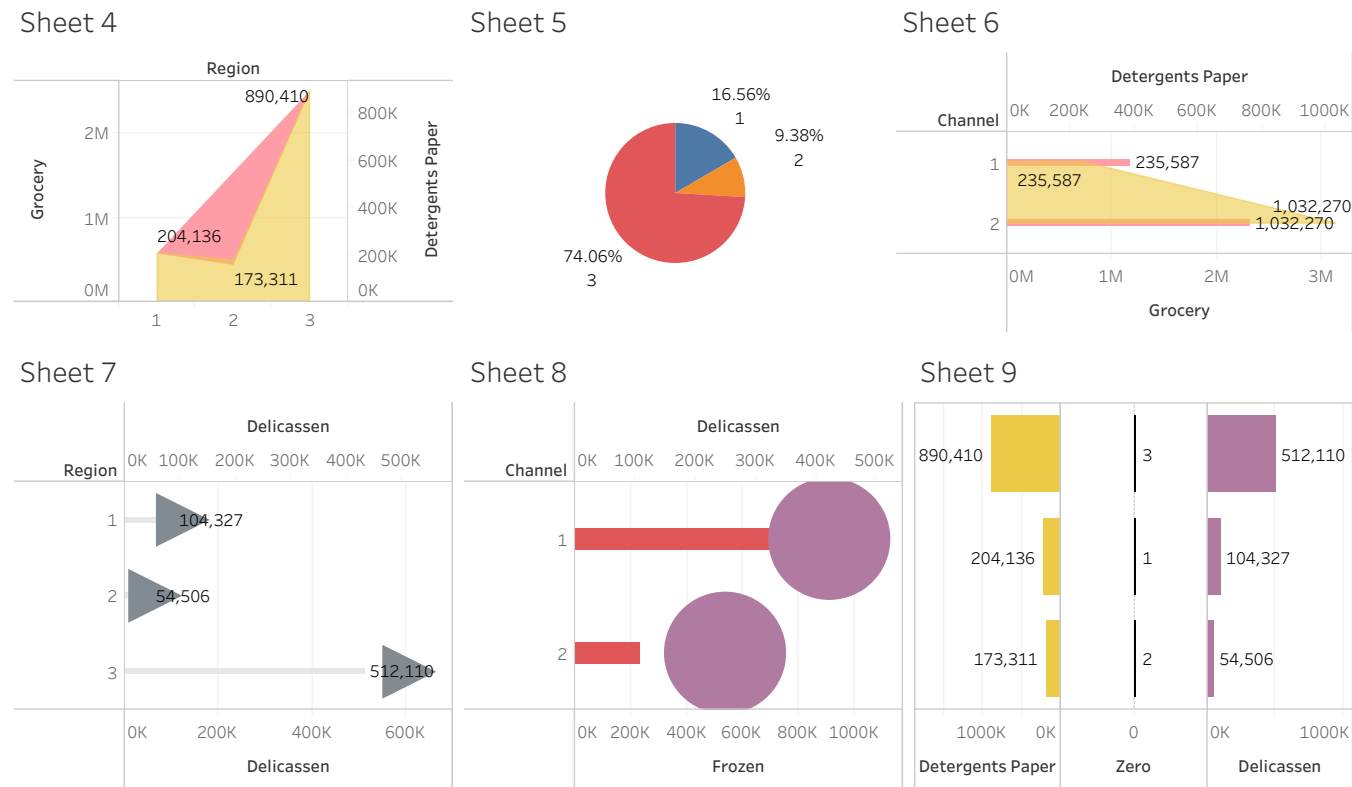 Sheet 4
Region
890,410
204,136
173,311
2M
1M
0M
Grocery
800K
600K
400K
200K
0K
Detergents Paper
1 2 3
Sheet 5
16.56%
1
9.38%
2
74.06%
3
Sheet 6
Detergents Paper
0K 200K 400K 600K 800K 1000K
Channel
1 235,587
235,587
1,032,270
2 1,032,270
0M 1M 2M 3M
Grocery
Sheet 7
Delicassen
0K 100K 200K 300K 400K 500K
Region
1 104,327
2 54,506
3 512,110
0K 200K 400K 600K
Delicassen
Sheet 8
Delicassen
0K 100K 200K 300K 400K 500K
Channel
1
2
0K 200K 400K 600K 800K 1000K
Frozen
Sheet 9
890,410 3 512,110
204,136 1 104,327
173,311 2 54,506
1000K 0K 0 0K 1000K
Detergents Paper Zero Delicassen